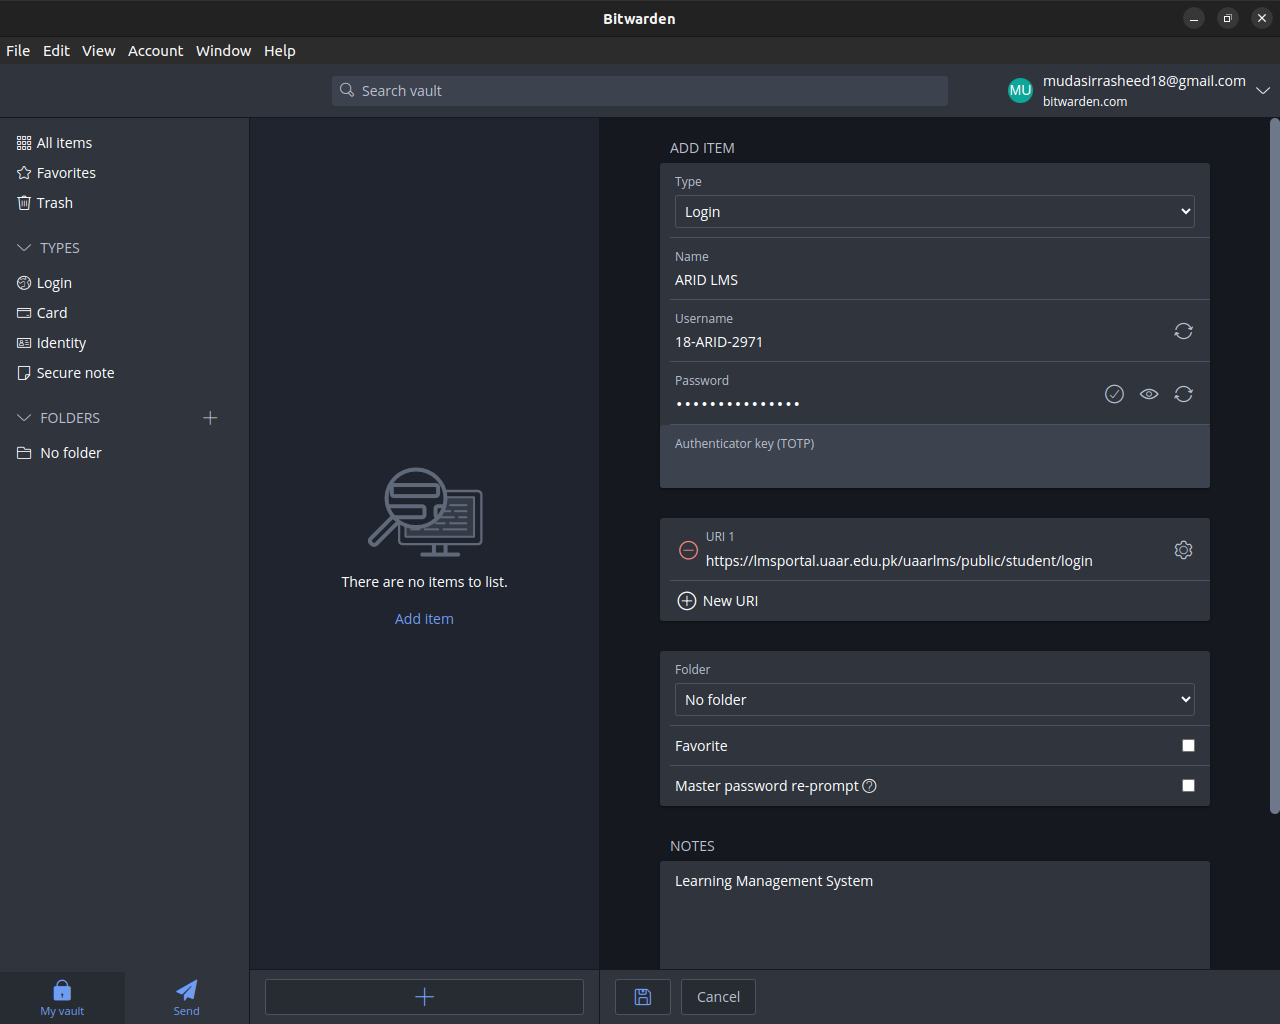 Bitwarden
File Edit View Account Window Help
Search vault
MU
mudasirrasheed18@gmail.com
bitwarden.com
All items
Favorites
Trash
TYPES
Login
Card
Identity
Secure note
FOLDERS
No folder
There are no items to list.
Add item
ADD ITEM
Type
Login
Name
ARID LMS
Username
18-ARID-2971
Password
•••••••••••••••
Authenticator key (TOTP)
URI 1
https://lmsportal.uaar.edu.pk/uaarlms/public/student/login
New URI
Folder
No folder
Favorite
Master password re-prompt
NOTES
Learning Management System
My vault
Send
Cancel